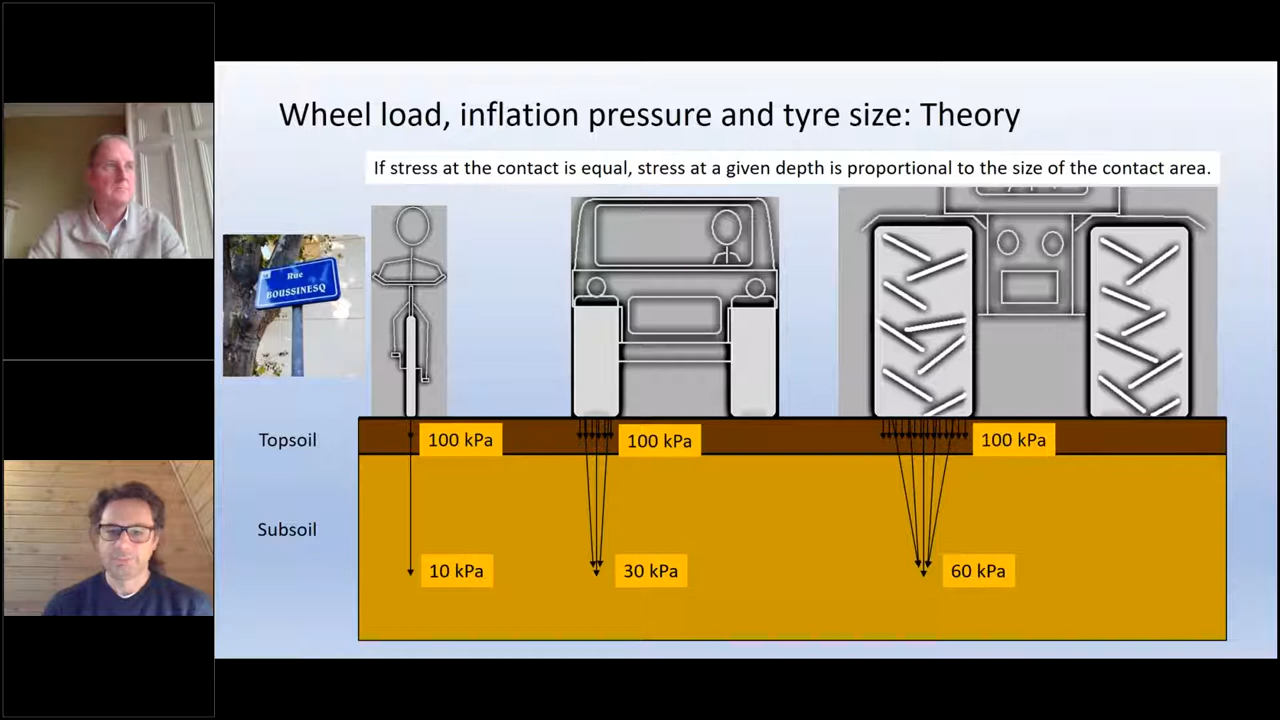 Wheel load, inflation pressure and tyre size: Theory
If stress at the contact is equal, stress at a given depth is proportional to the size of the contact area.
Rue
BOUSSINESQ
Topsoil
100 kPa
100 kPa
100 kPa
Subsoil
10 kPa
30 kPa
60 kPa